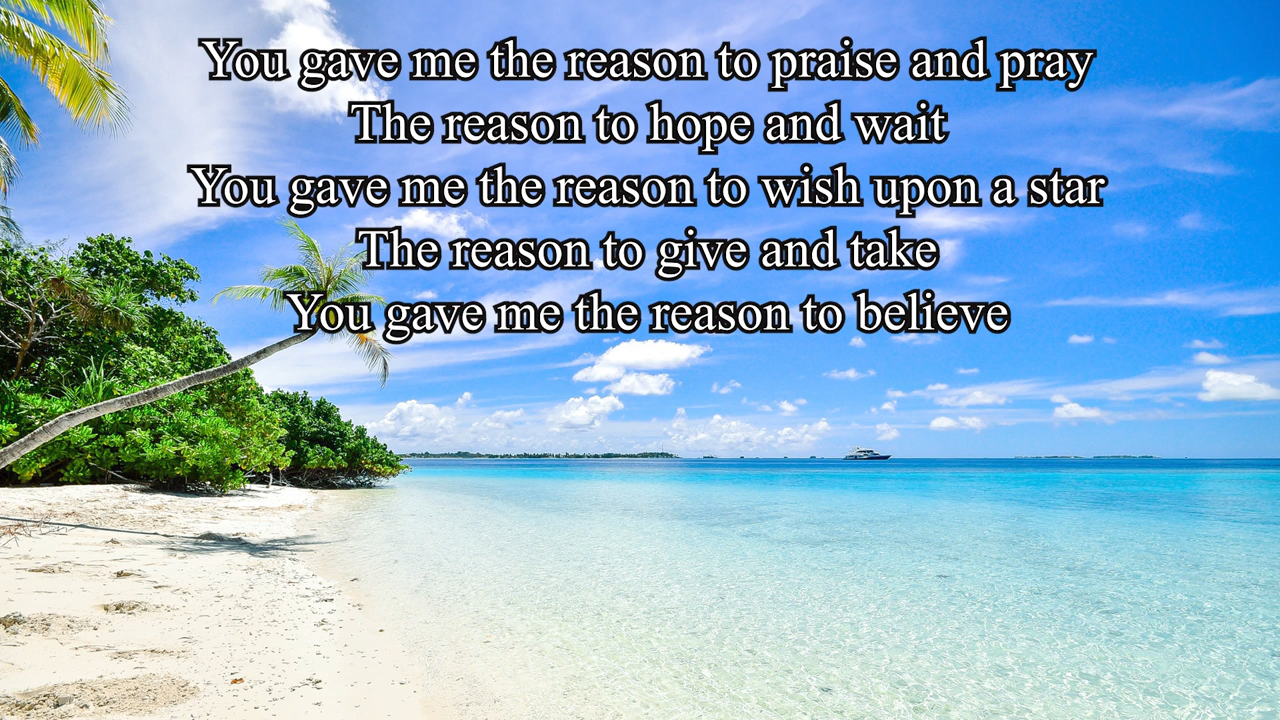 You gave me the reason to praise and pray
The reason to hope and wait
You gave me the reason to wish upon a star
The reason to give and take
You gave me the reason to believe